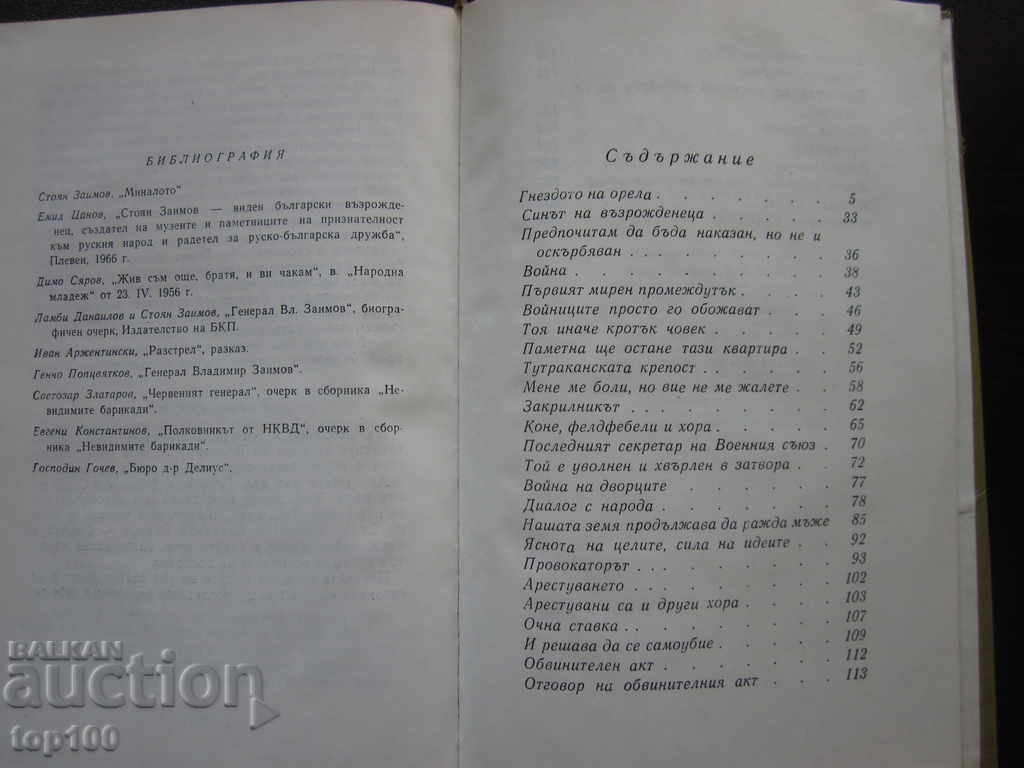 БИБЛИОГРАФИЯ
Стоян Заимов, „Миналото"
Емил Цанов, „Стоян Заимов — виден български възрожде-
нец, създател на музеите и паметниците на признателност
към руския народ и радетел за руско-българска дружба",
Плевен, 1966 г.
Димо Сяров, „Жив съм още, братя, и ви чакам", в. „Народна
младеж" от 23. IV. 1956 г.
Ламби Данаилов и Стоян Заимов, „Генерал Вл. Заимов", биогра-
фичен очерк, Издателство на БКП.
Иван Аржентински, „Разстрел", разказ.
Генчо Попцвятков, „Генерал Владимир Заимов".
Светозар Златаров, „Червеният генерал", очерк в сборника „Не-
видимите барикади".
Евгени Константинов, „Полковникът от НКВД", очерк в сбор-
ника „Невидимите барикади".
Господин Гочев, „Бюро д-р Делиус".
Съдържание
Гнездото на орела . . . . . . . 5
Синът на възрожденеца . . . . . 33
Предпочитам да бъда наказан, но не и
оскърбяван . . . . . . . . 36
Война . . . . . . . . . . 38
Първият мирен промеждутък . . . . 43
Войниците просто го обожават . . . 46
Тоя иначе кротък човек . . . . . 49
Паметна ще остане тази квартира . . 52
Тутраканската крепост . . . . . 56
Мене ме боли, но вие не ме жалете . . 58
Закрилникът . . . . . . . . 62
Коне, фелдфебели и хора . . . . . 65
Последният секретар на Военния съюз . 70
Той е уволнен и хвърлен в затвора . . 72
Война на дворците . . . . . . 77
Диалог с народа . . . . . . . 78
Нашата земя продължава да ражда мъже 85
Яснота на целите, сила на идеите . . 92
Провокаторът . . . . . . . . 93
Арестуването . . . . . . . . 102
Арестувани са и други хора . . . . 103
Очна ставка . . . . . . . . 107
И решава да се самоубие . . . . . 109
Обвинителен акт . . . . . . . 112
Отговор на обвинителния акт . . . 113
BALKAN
auction
top100